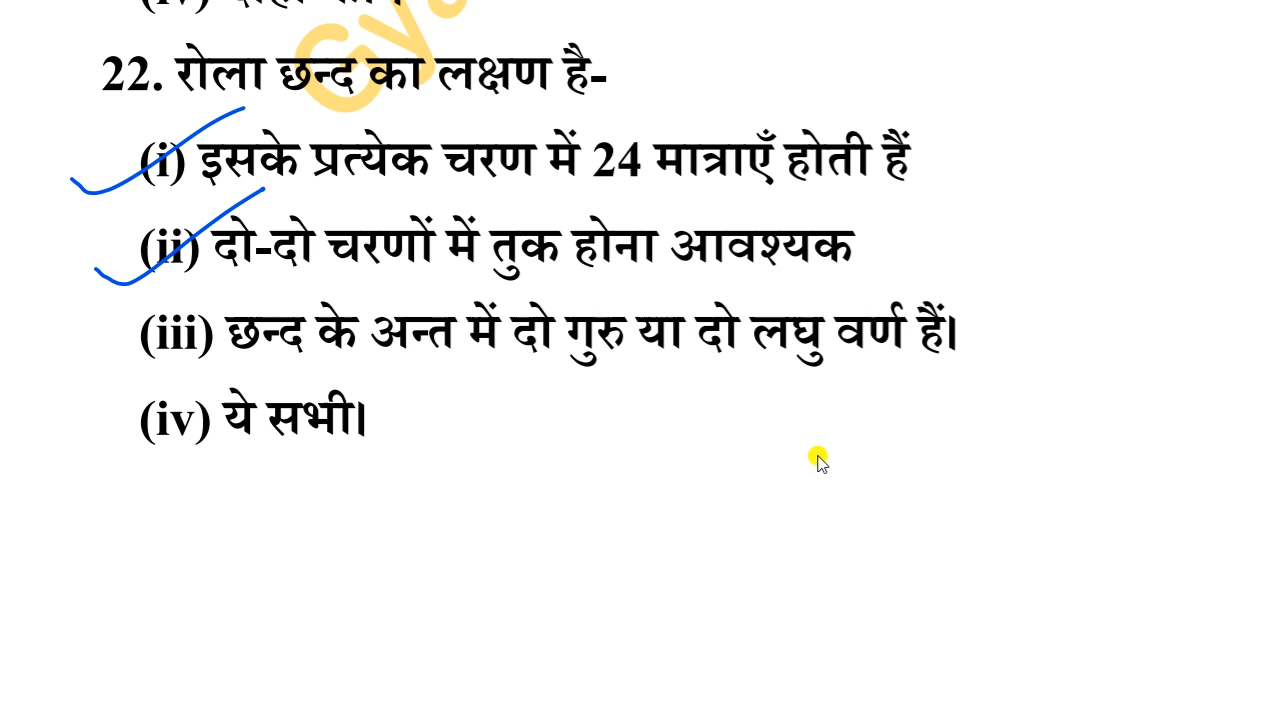 22. रोला छन्द का लक्षण है-
(i) इसके प्रत्येक चरण में 24 मात्राएँ होती हैं
(ii) दो-दो चरणों में तुक होना आवश्यक
(iii) छन्द के अन्त में दो गुरु या दो लघु वर्ण हैं।
(iv) ये सभी।